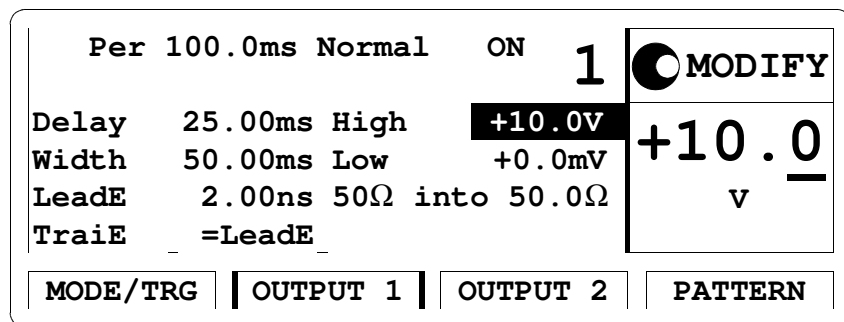 Per 100.0ms Normal ON 1
MODIFY
Delay 25.00ms High +10.0V
Width 50.00ms Low +0.0mV
LeadE 2.00ns 50Ω into 50.0Ω
TraiE =LeadE
+10.0
V
MODE/TRG OUTPUT 1 OUTPUT 2 PATTERN